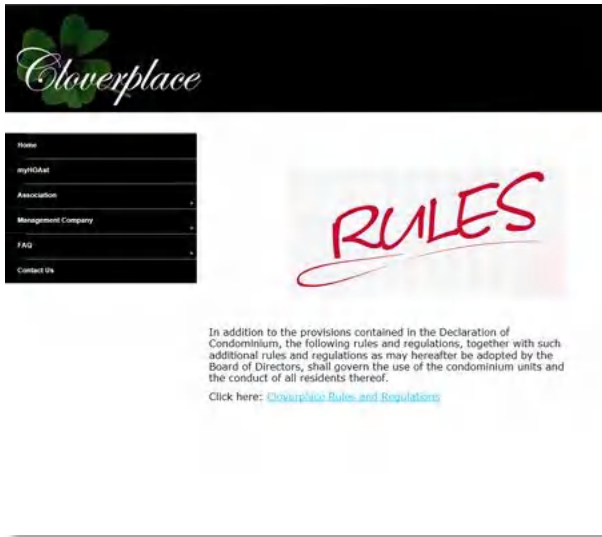 Cloverplace
Home
myHOAst
Association
Management Company
FAQ
Contact Us
RULES
In addition to the provisions contained in the Declaration of
Condominium, the following rules and regulations, together with such
additional rules and regulations as may hereafter be adopted by the
Board of Directors, shall govern the use of the condominium units and
the conduct of all residents thereof.
Click here: Cloverplace Rules and Regulations